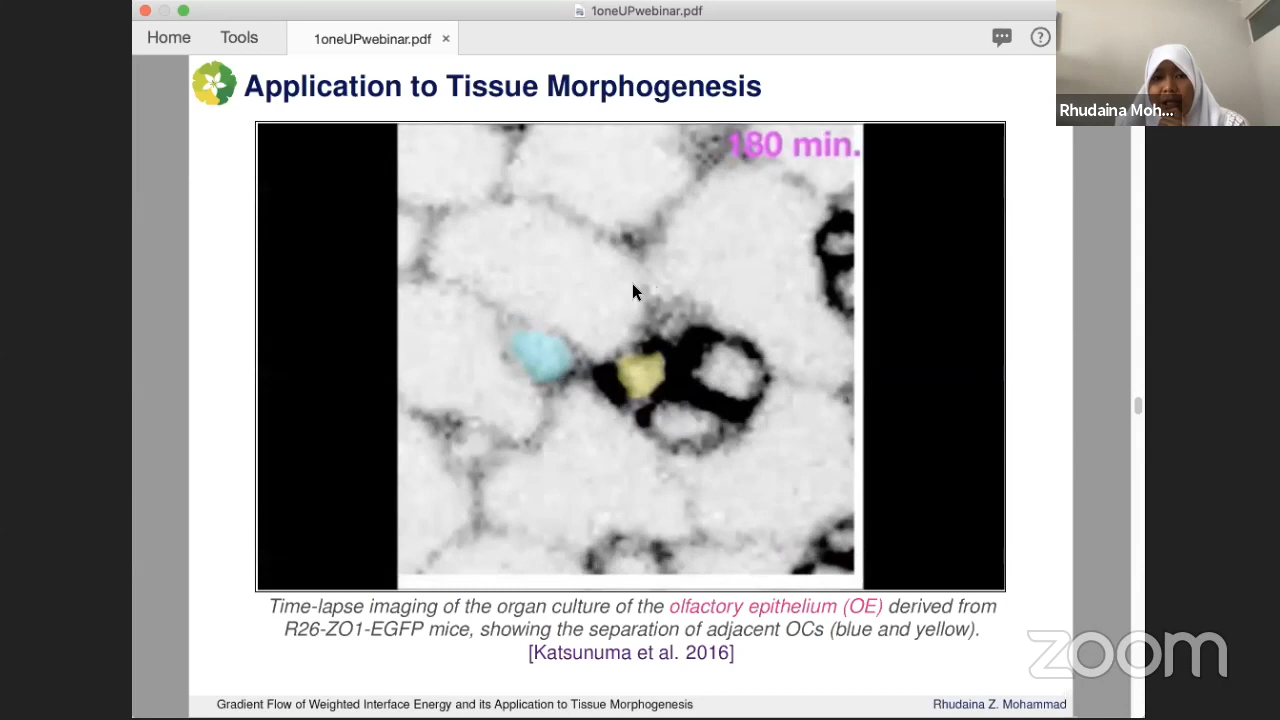 1oneUPwebinar.pdf
Home Tools 1oneUPwebinar.pdf ×
?
Rhudaina Moh...
Application to Tissue Morphogenesis
180 min.
Time-lapse imaging of the organ culture of the olfactory epithelium (OE) derived from
R26-ZO1-EGFP mice, showing the separation of adjacent OCs (blue and yellow).
[Katsunuma et al. 2016]
zoom
Gradient Flow of Weighted Interface Energy and its Application to Tissue Morphogenesis
Rhudaina Z. Mohammad